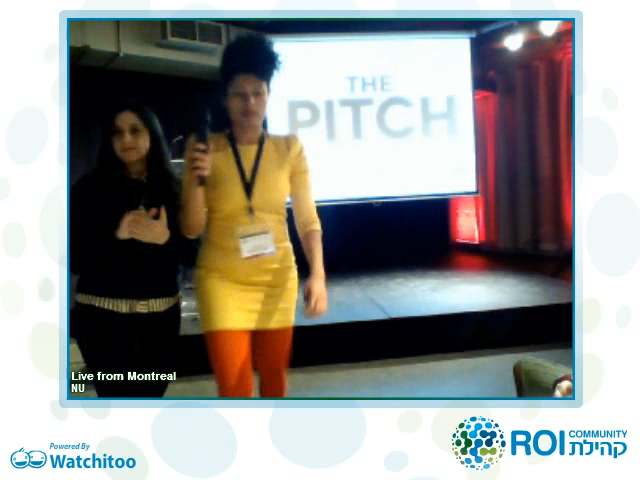 THE
PITCH
Live from Montreal
NU
Powered By
Watchitoo
ROI COMMUNITY
קהילת